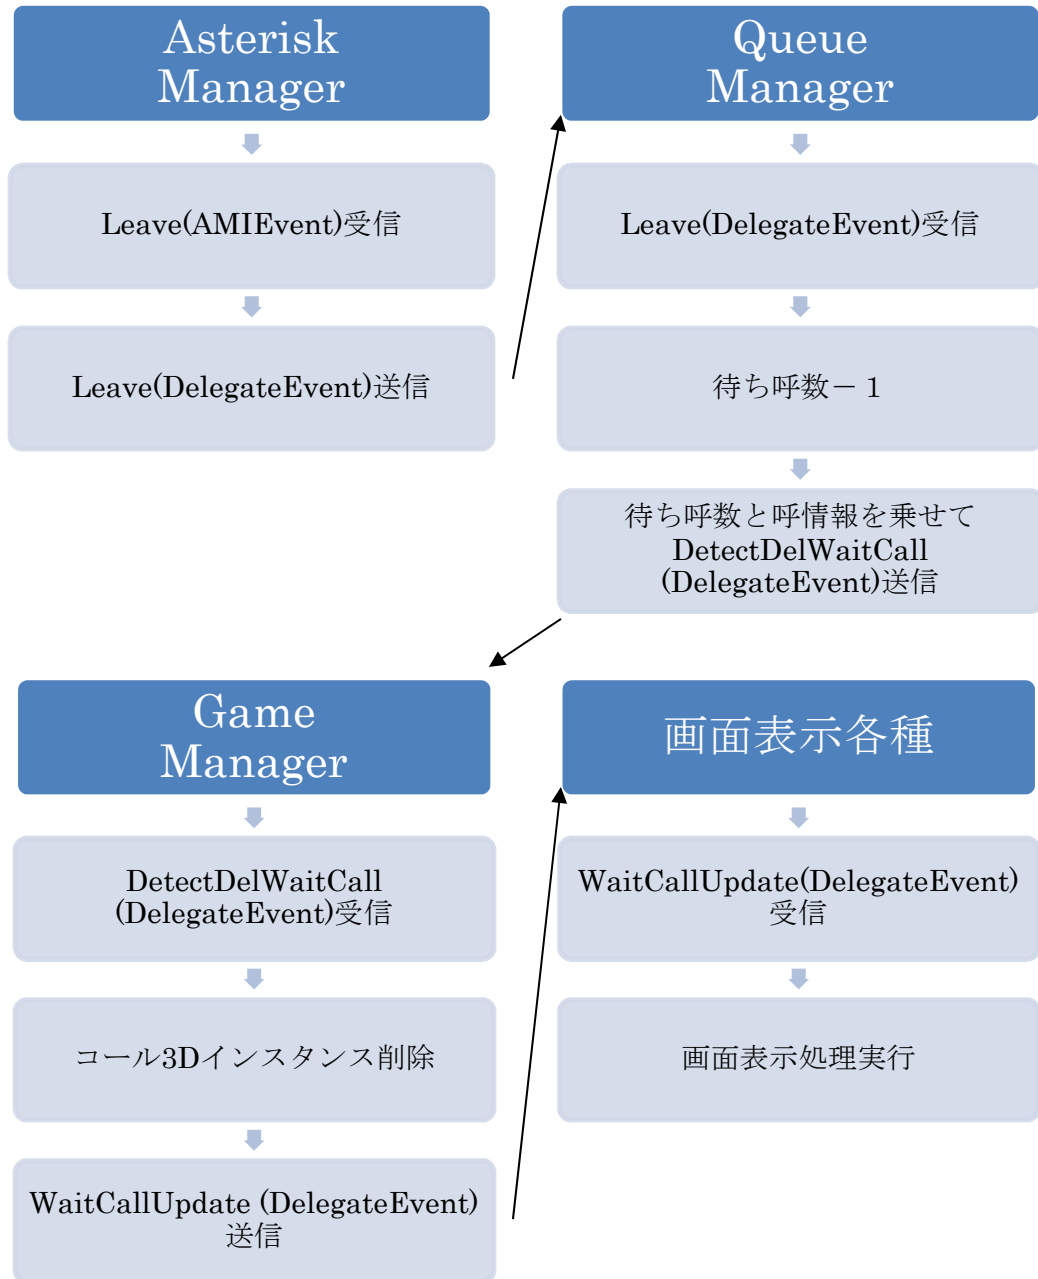 Asterisk
Manager
Leave(AMIEvent)受信
Leave(DelegateEvent)送信
Queue
Manager
Leave(DelegateEvent)受信
待ち呼数－１
待ち呼数と呼情報を乗せて
DetectDelWaitCall
(DelegateEvent)送信
Game
Manager
DetectDelWaitCall
(DelegateEvent)受信
コール3Dインスタンス削除
WaitCallUpdate (DelegateEvent)
送信
画面表示各種
WaitCallUpdate(DelegateEvent)
受信
画面表示処理実行